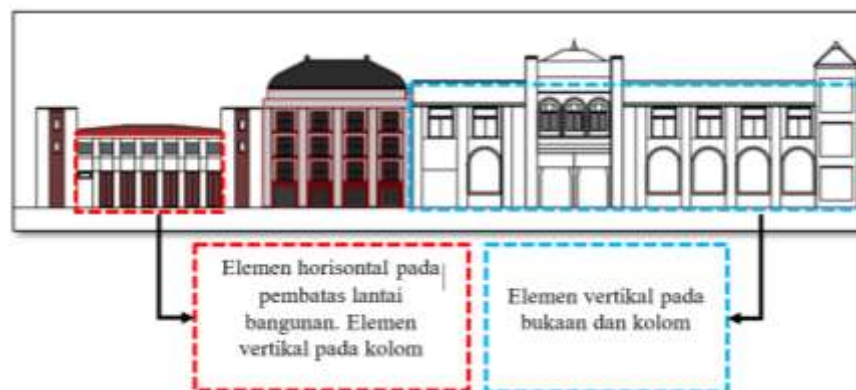 Elemen horisontal pada
pembatas lantai
bangunan. Elemen
vertikal pada kolom
Elemen vertikal pada
bukaan dan kolom